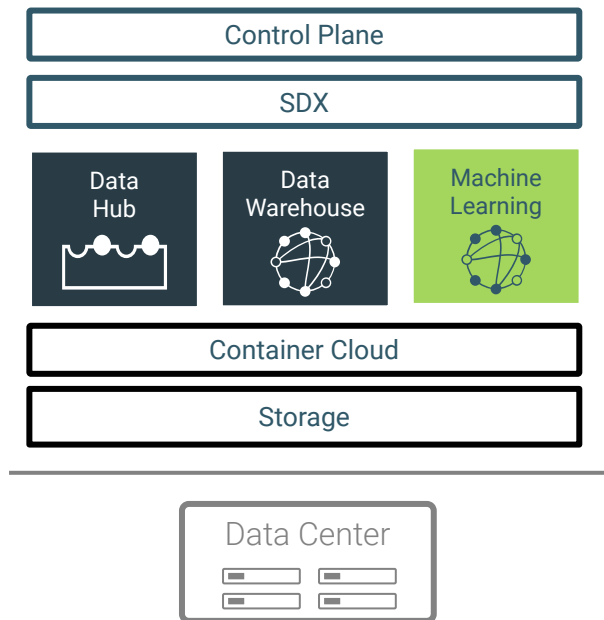 Control Plane
SDX
Data
Hub
Data
Warehouse
Machine
Learning
Container Cloud
Storage
Data Center